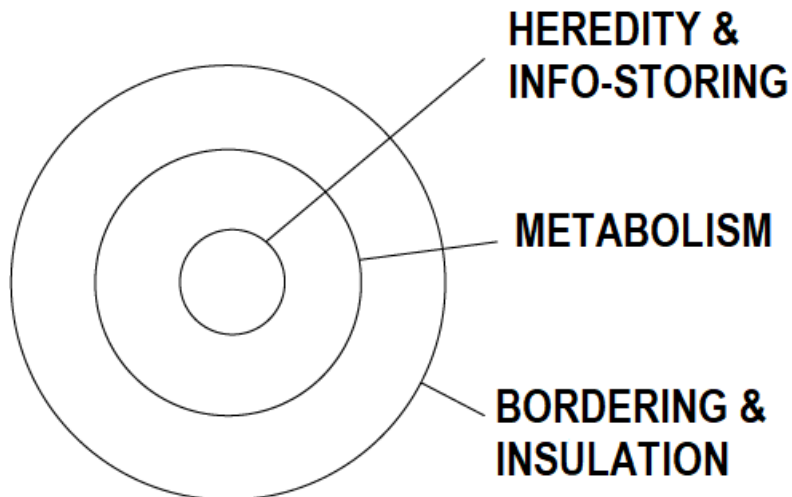 HEREDITY &
INFO-STORING
METABOLISM
BORDERING &
INSULATION